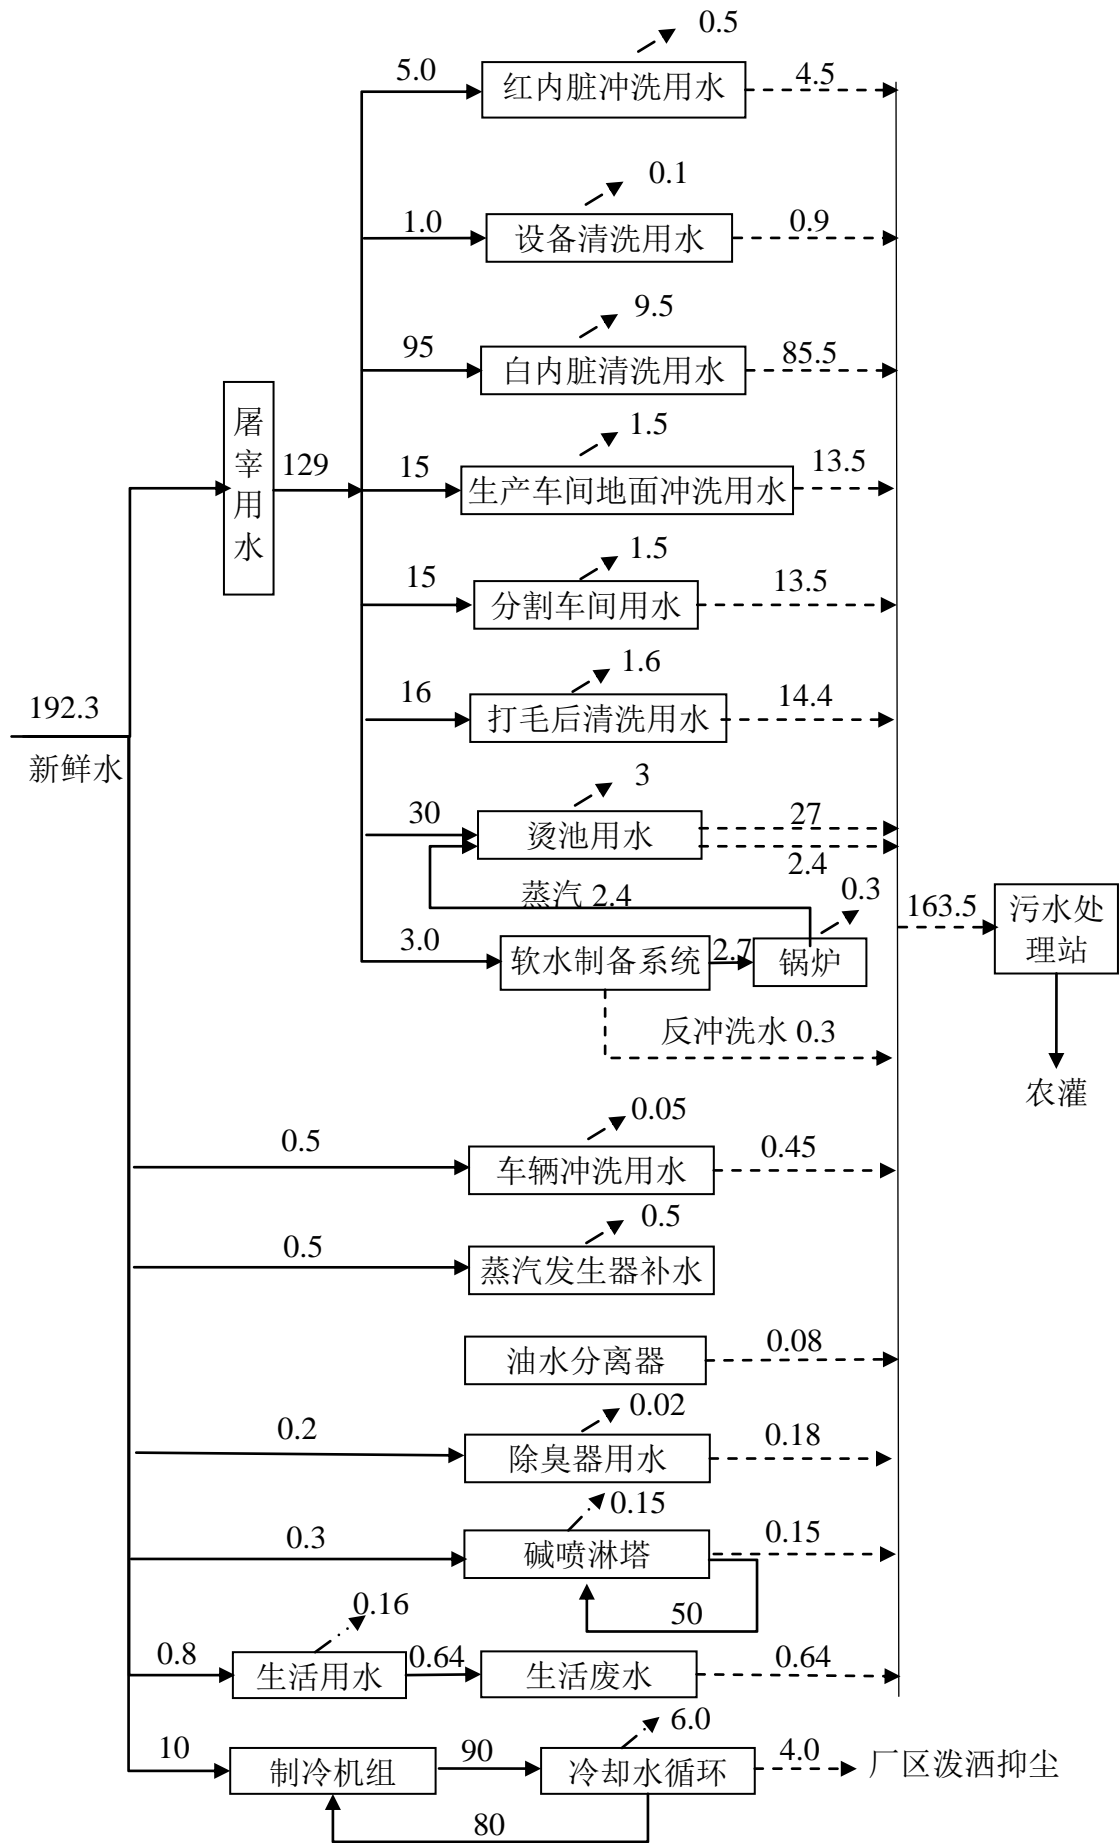 0.5
5.0
红内脏冲洗用水
4.5
0.1
1.0
设备清洗用水
0.9
9.5
95
白内脏清洗用水
85.5
屠宰用水
129
1.5
15
生产车间地面冲洗用水
13.5
1.5
15
分割车间用水
13.5
192.3
新鲜水
1.6
16
打毛后清洗用水
14.4
3
30
烫池用水
27
2.4
蒸汽 2.4
0.3
3.0
软水制备系统
2.7
锅炉
反冲洗水 0.3
163.5
污水处
理站
农灌
0.05
0.5
车辆冲洗用水
0.45
0.5
0.5
蒸汽发生器补水
油水分离器
0.08
0.02
0.2
除臭器用水
0.18
0.15
0.3
碱喷淋塔
0.15
50
0.16
0.8
生活用水
0.64
生活废水
0.64
6.0
10
制冷机组
90
冷却水循环
4.0
厂区泼洒抑尘
80